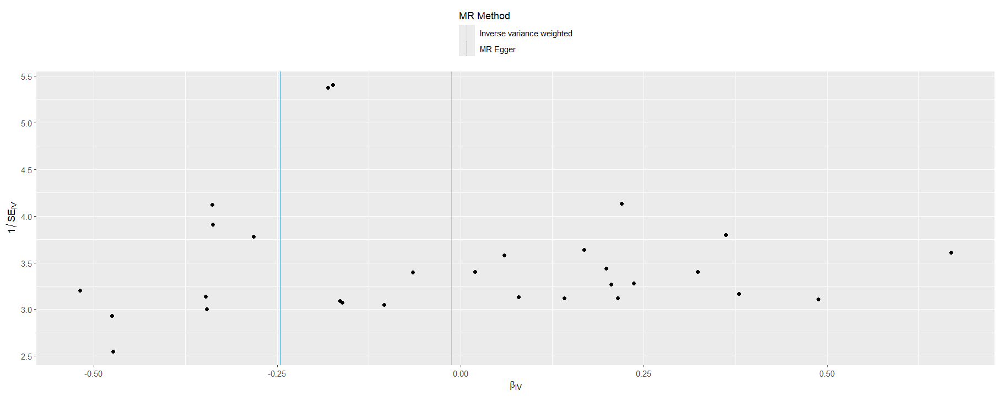 MR Method
Inverse variance weighted
MR Egger
5.5
5.0
4.5
4.0
3.5
3.0
2.5
1 / SEIV
-0.50
-0.25
0.00
0.25
0.50
βIV